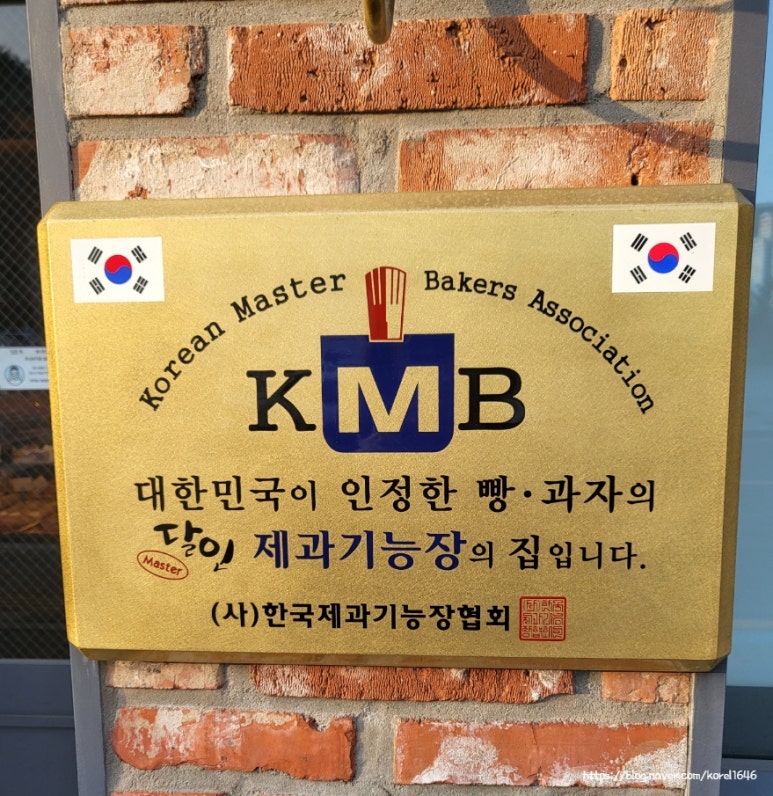 Korean Master Bakers Association
KMB
대한민국이 인정한 빵·과자의
달인 제과기능장의 집입니다.
Master
(사)한국제과기능장협회
https://blog.naver.com/korel1646